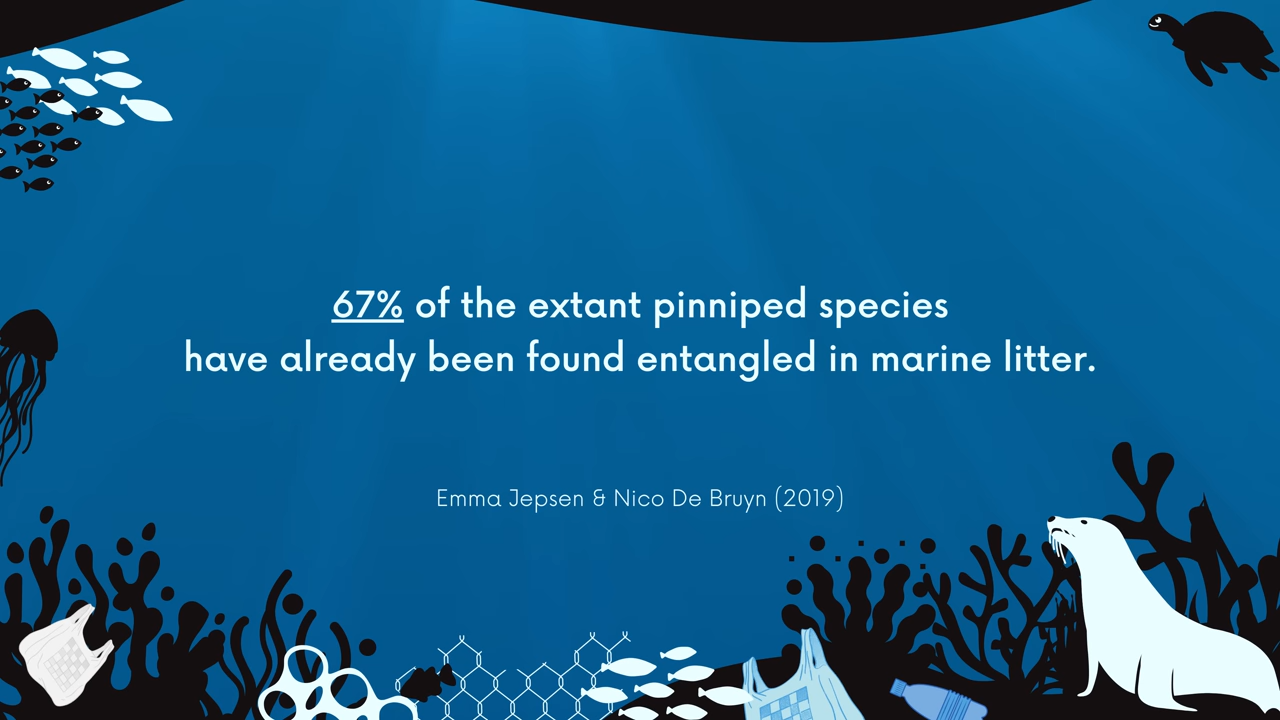 67% of the extant pinniped species
have already been found entangled in marine litter.
Emma Jepsen & Nico De Bruyn (2019)